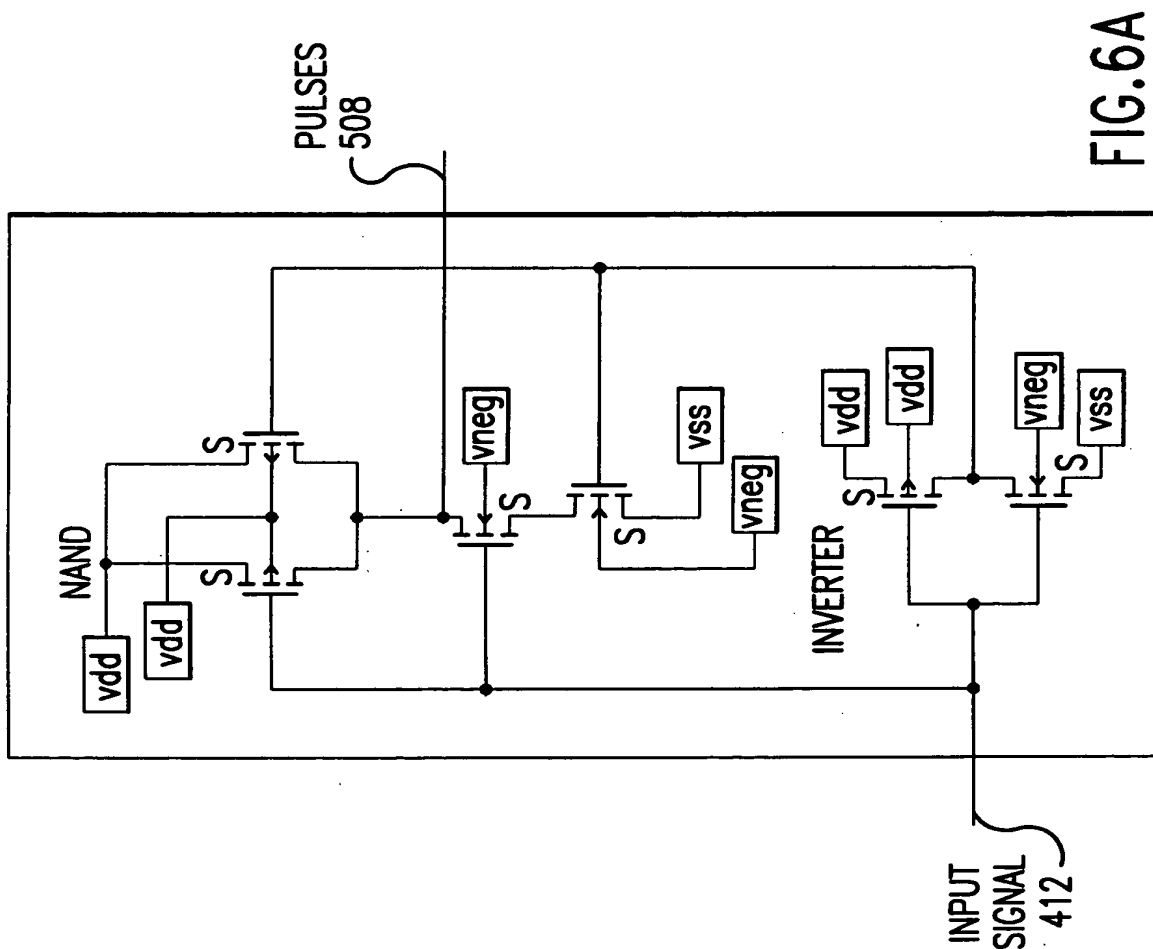 NAND
vdd
vdd
S
S
PULSES
508
vneg
S
S
vss
vneg
INVERTER
vdd
vdd
S
vneg
S
vss
INPUT
SIGNAL
412
FIG.6A